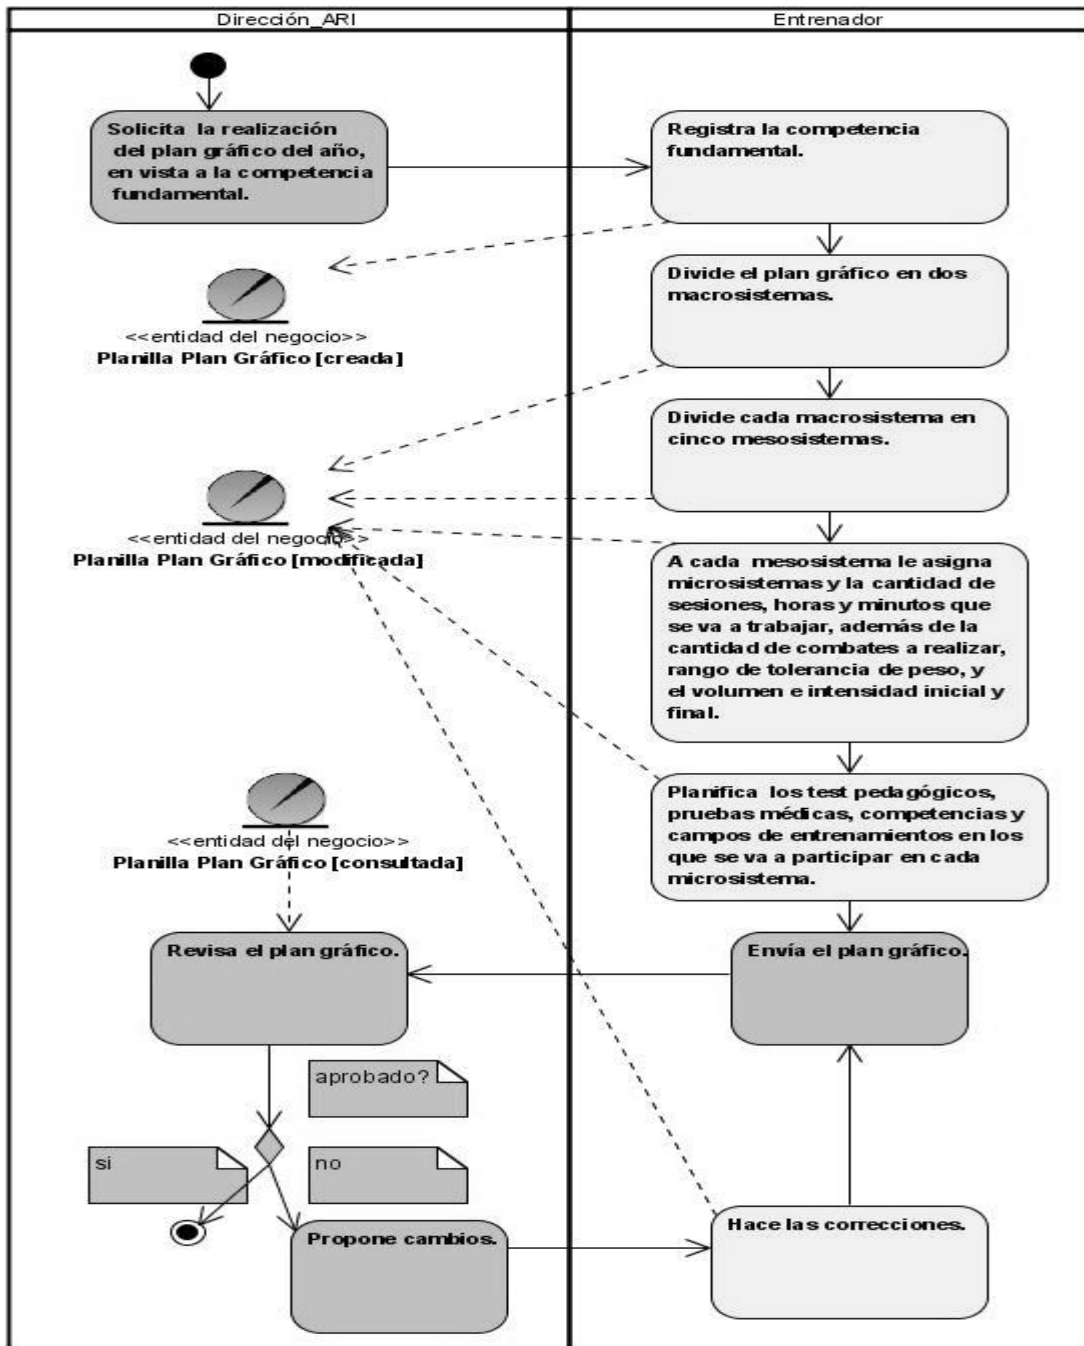 Dirección_ARI
Entrenador
Solicita la realización
del plan gráfico del año,
en vista a la competencia
fundamental.
Registra la competencia
fundamental.
Divide el plan gráfico en dos
macrosistemas.
<<entidad del negocio>>
Planilla Plan Gráfico [creada]
Divide cada macrosistema en
cinco mesosistemas.
<<entidad del negocio>>
Planilla Plan Gráfico [modificada]
A cada mesosistema le asigna
microsistemas y la cantidad de
sesiones, horas y minutos que
se va a trabajar, además de la
cantidad de combates a realizar,
rango de tolerancia de peso, y
el volumen e intensidad inicial y
final.
Planifica los test pedagógicos,
pruebas médicas, competencias y
campos de entrenamientos en los
que se va a participar en cada
microsistema.
<<entidad del negocio>>
Planilla Plan Gráfico [consultada]
Revisa el plan gráfico.
Envía el plan gráfico.
aprobado?
si
no
Propone cambios.
Hace las correcciones.